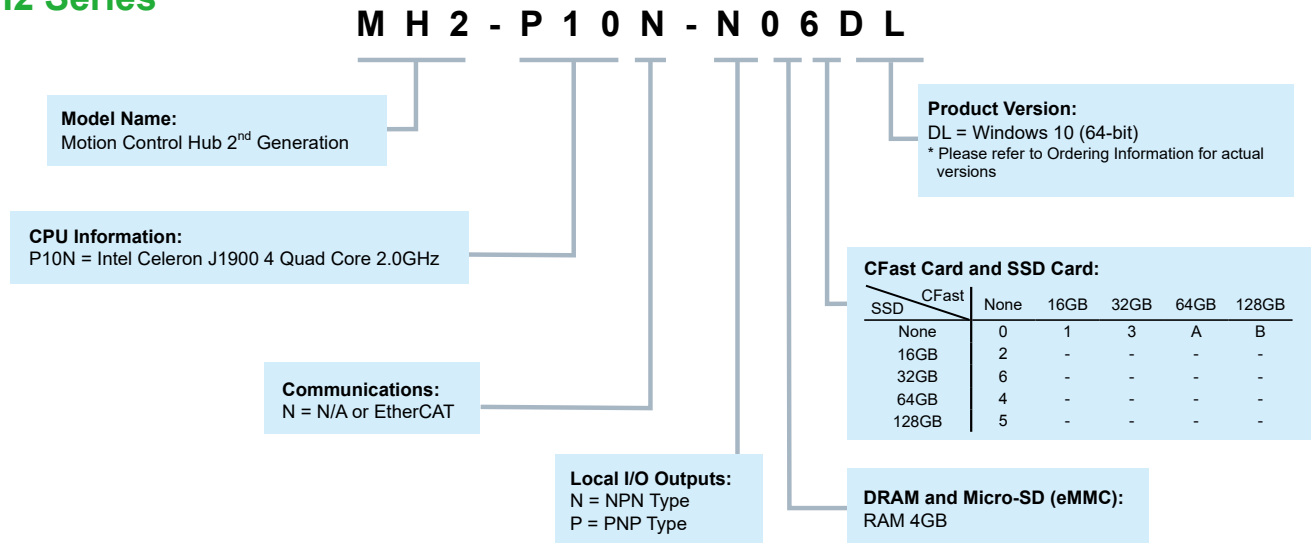 Series
M H 2 - P 1 0 N - N 0 6 D L
Model Name:
Motion Control Hub 2nd Generation
Product Version:
DL = Windows 10 (64-bit)
* Please refer to Ordering Information for actual
versions
CPU Information:
P10N = Intel Celeron J1900 4 Quad Core 2.0GHz
CFast Card and SSD Card:
SSD CFast None 16GB 32GB 64GB 128GB
None 0 1 3 A B
16GB 2 - - - -
32GB 6 - - - -
64GB 4 - - - -
128GB 5 - - - -
Communications:
N = N/A or EtherCAT
Local I/O Outputs:
N = NPN Type
P = PNP Type
DRAM and Micro-SD (eMMC):
RAM 4GB